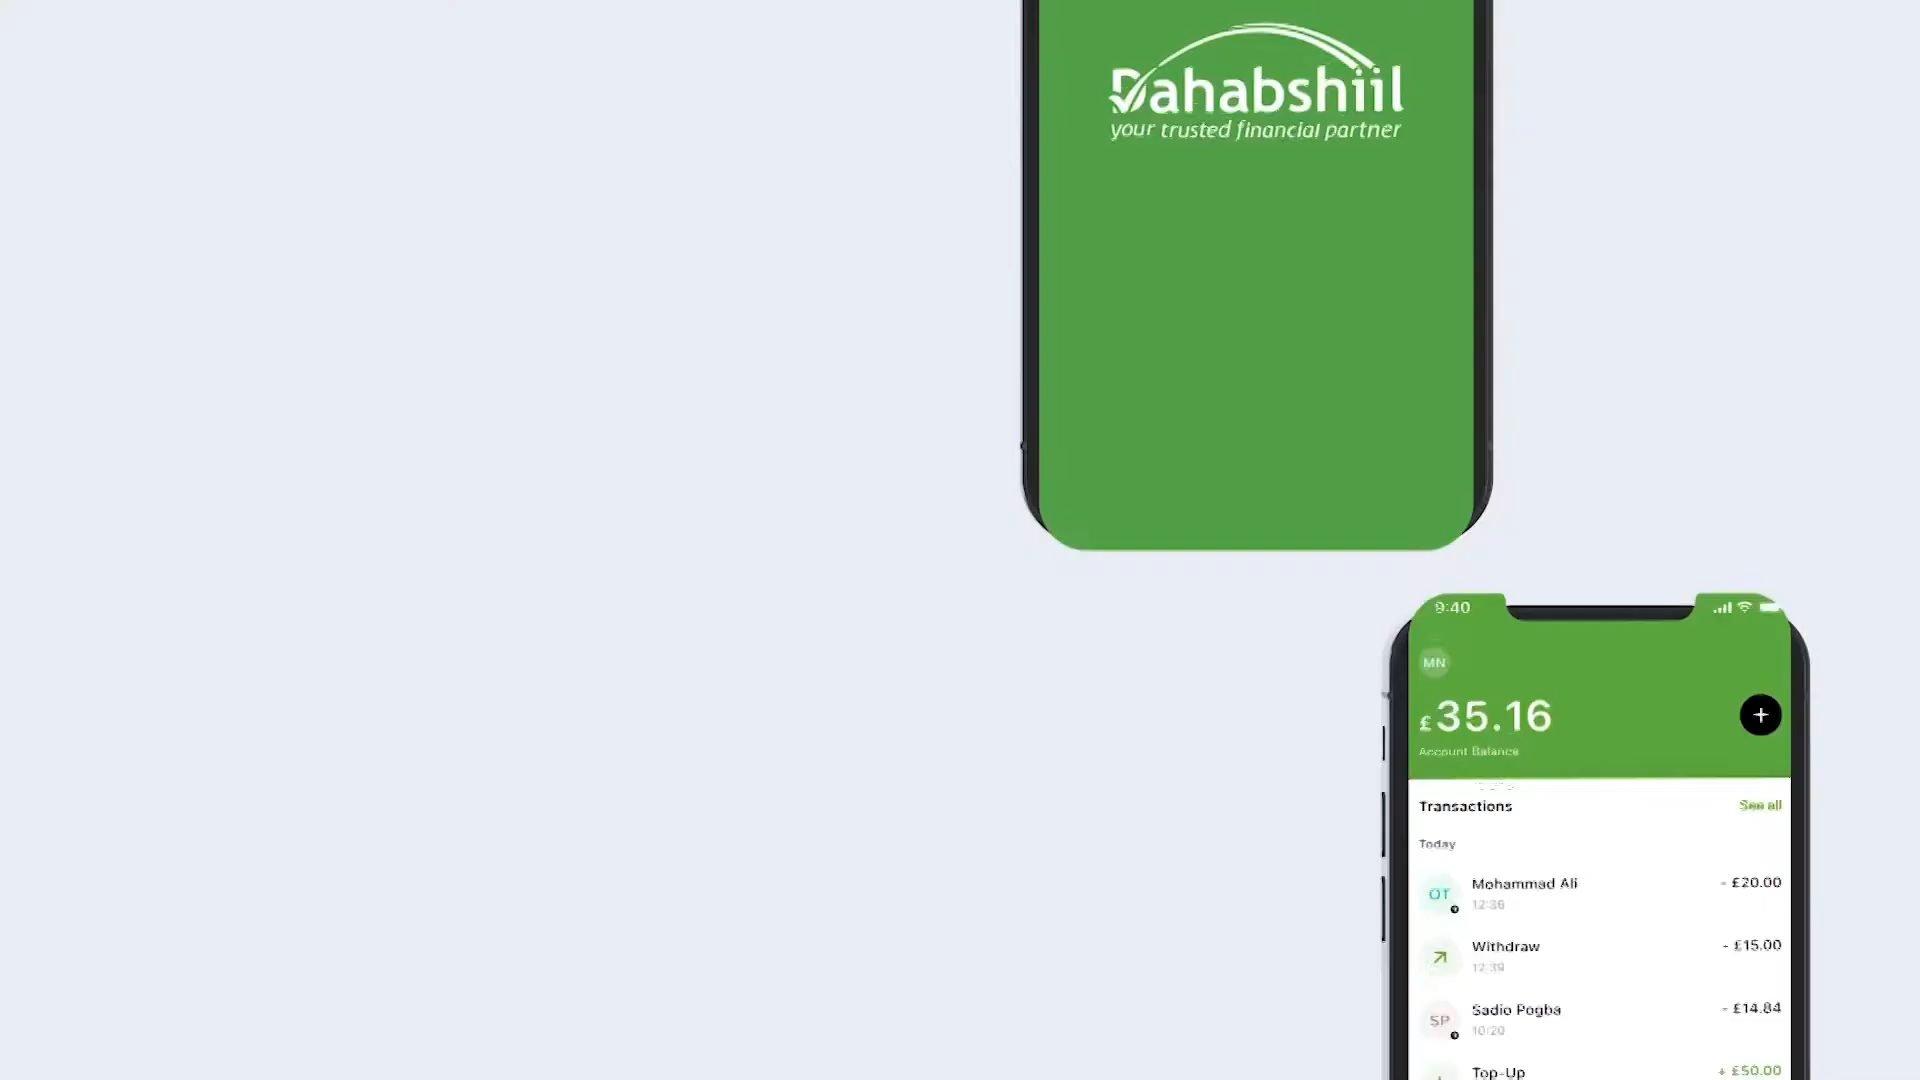 Dahabshiil
your trusted financial partner
9:40
MN
£35.16
Account Balance
Transactions
See all
Today
OT
Mohammad Ali
- £20.00
12:36
Withdraw
- £15.00
12:39
Sadio Pogba
- £14.84
SP
10:20
Top-Up
+ £50.00